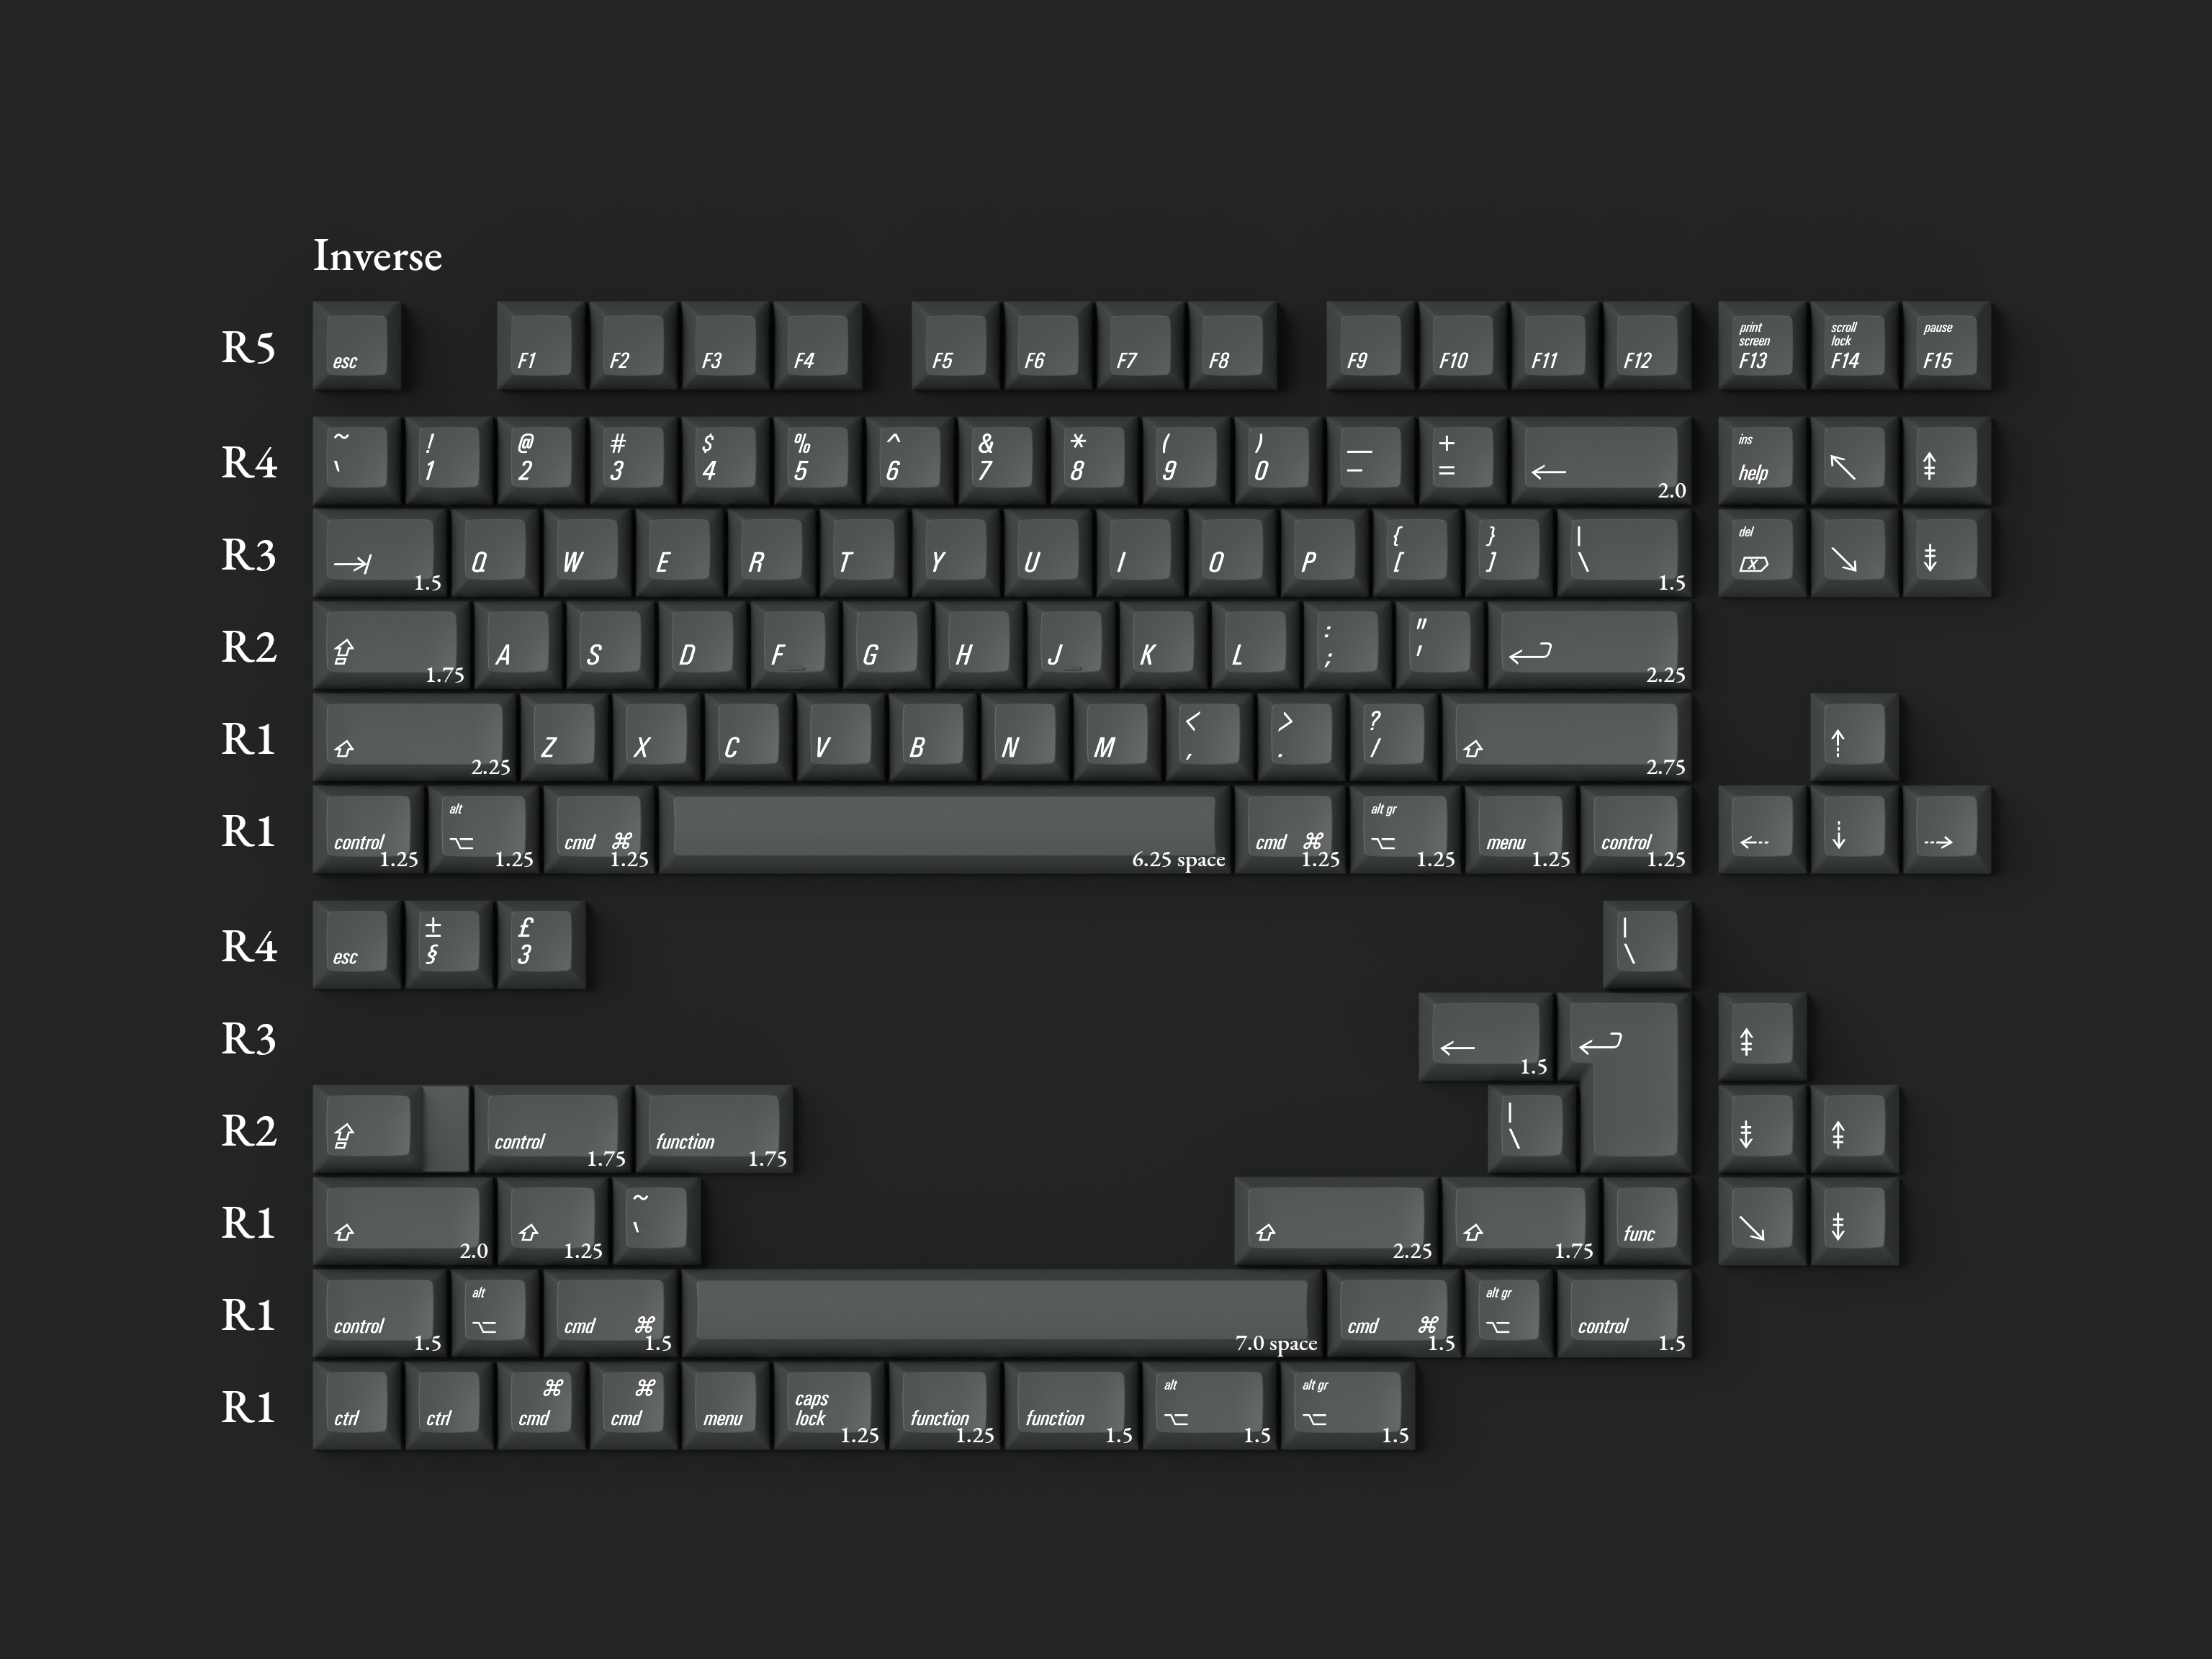 Inverse
R5 esc F1 F2 F3 F4 F5 F6 F7 F8 F9 F10 F11 F12 print screen F13 scroll lock F14 pause F15
R4 ~ ` ! 1 @ 2 # 3 $ 4 % 5 ^ 6 & 7 * 8 ( 9 ) 0 — – + = ← 2.0 ins help ↖ ⇞
R3 →| 1.5 Q W E R T Y U I O P { [ } ] | \ 1.5 del ⌦ ↘ ⇟
R2 ⇪ 1.75 A S D F G H J K L : ; " ' ⏎ 2.25
R1 ⇧ 2.25 Z X C V B N M < , > . ? / ⇧ 2.75 ⇡
R1 control 1.25 alt ⌥ 1.25 cmd ⌘ 1.25 6.25 space cmd ⌘ 1.25 alt gr ⌥ 1.25 menu 1.25 control 1.25 ⇠ ⇣ ⇢
R4 esc ± § £ 3 | \
R3 ← 1.5 ⏎ ⇞
R2 ⇪ control 1.75 function 1.75 | \ ⇟ ⇞
R1 ⇧ 2.0 ⇧ 1.25 ~ ` ⇧ 2.25 ⇧ 1.75 func ↘ ⇟
R1 control 1.5 alt ⌥ cmd ⌘ 1.5 7.0 space cmd ⌘ 1.5 alt gr ⌥ control 1.5
R1 ctrl ctrl ⌘ cmd ⌘ cmd menu caps lock 1.25 function 1.25 function 1.5 alt ⌥ 1.5 alt gr ⌥ 1.5